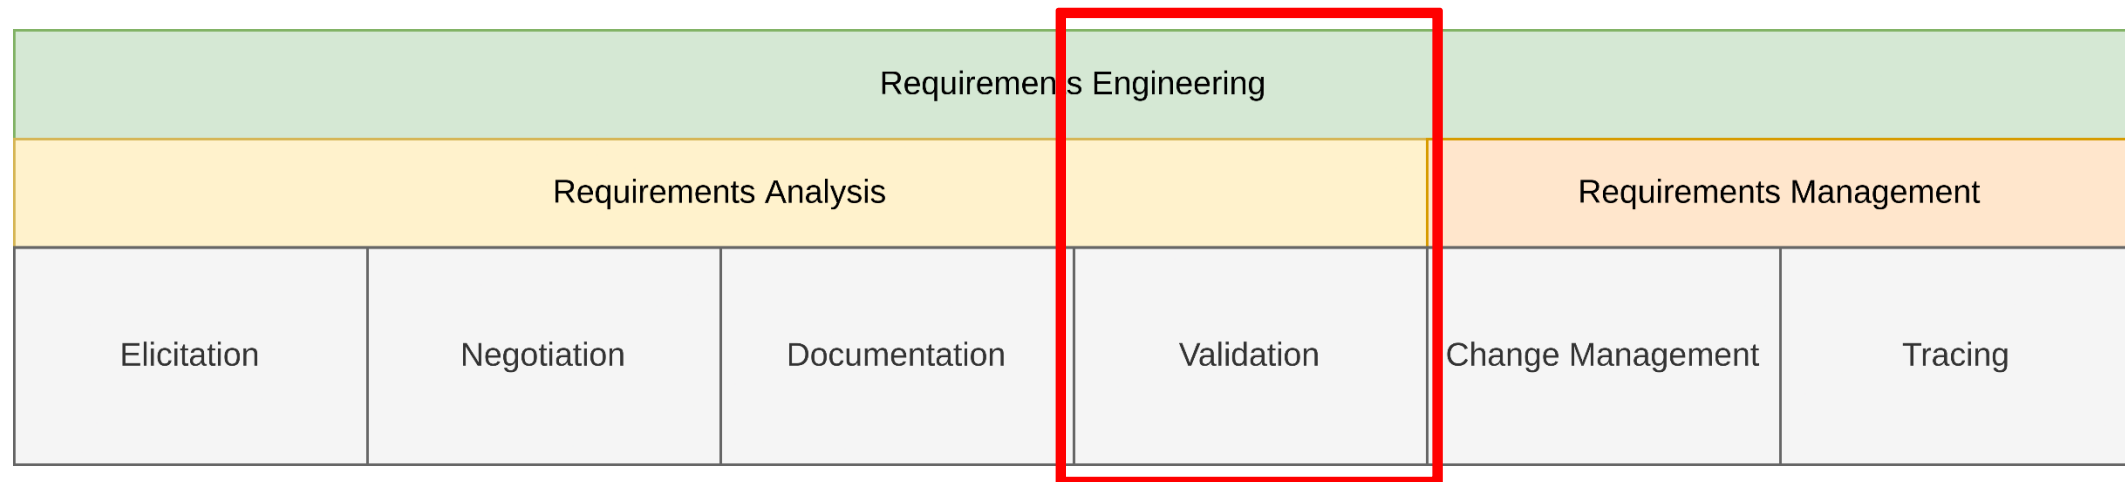 Requirements Engineering
Requirements Analysis
Requirements Management
Elicitation
Negotiation
Documentation
Validation
Change Management
Tracing